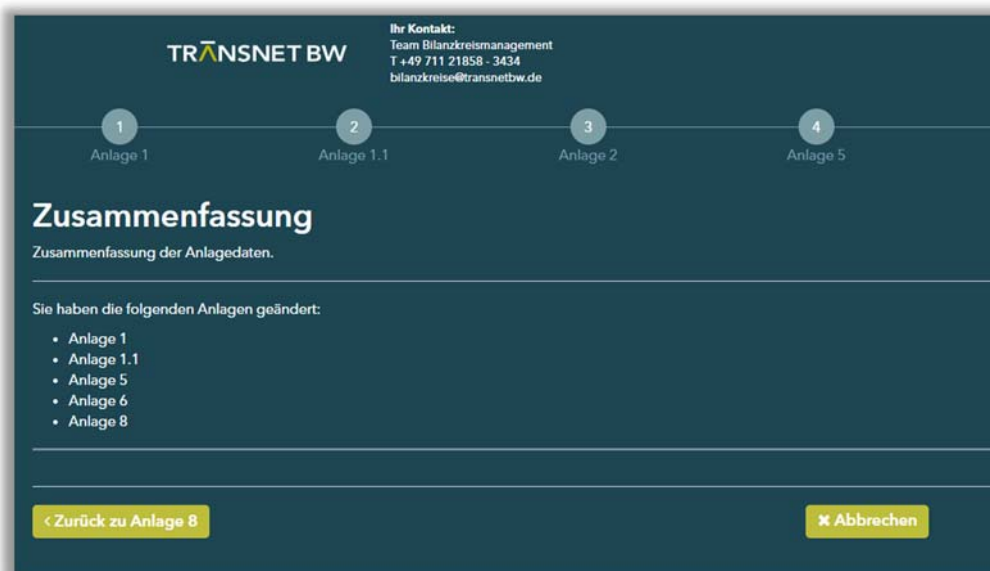 TRANSNET BW
Ihr Kontakt:
Team Bilanzkreismanagement
T +49 711 21858 - 3434
bilanzkreise@transnetbw.de
1
2
3
4
Anlage 1
Anlage 1.1
Anlage 2
Anlage 5
Zusammenfassung
Zusammenfassung der Anlagedaten.
Sie haben die folgenden Anlagen geändert:
• Anlage 1
• Anlage 1.1
• Anlage 5
• Anlage 6
• Anlage 8
‹ Zurück zu Anlage 8
✖ Abbrechen